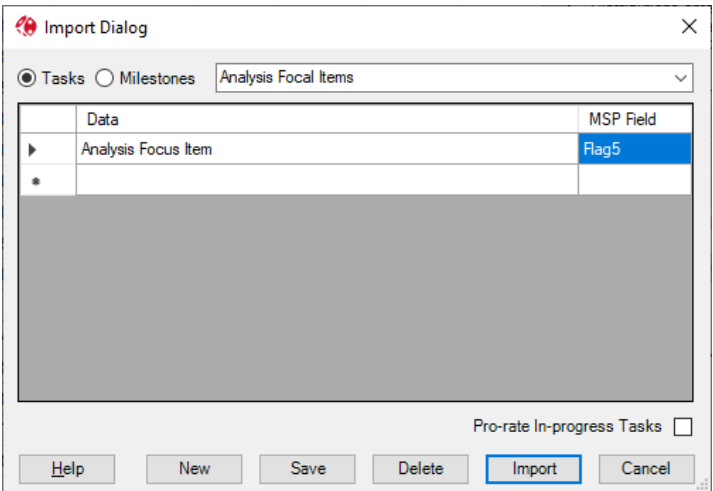 Import Dialog
Tasks Milestones Analysis Focal Items
Data MSP Field
Analysis Focus Item Flag5
Pro-rate In-progress Tasks
Help New Save Delete Import Cancel